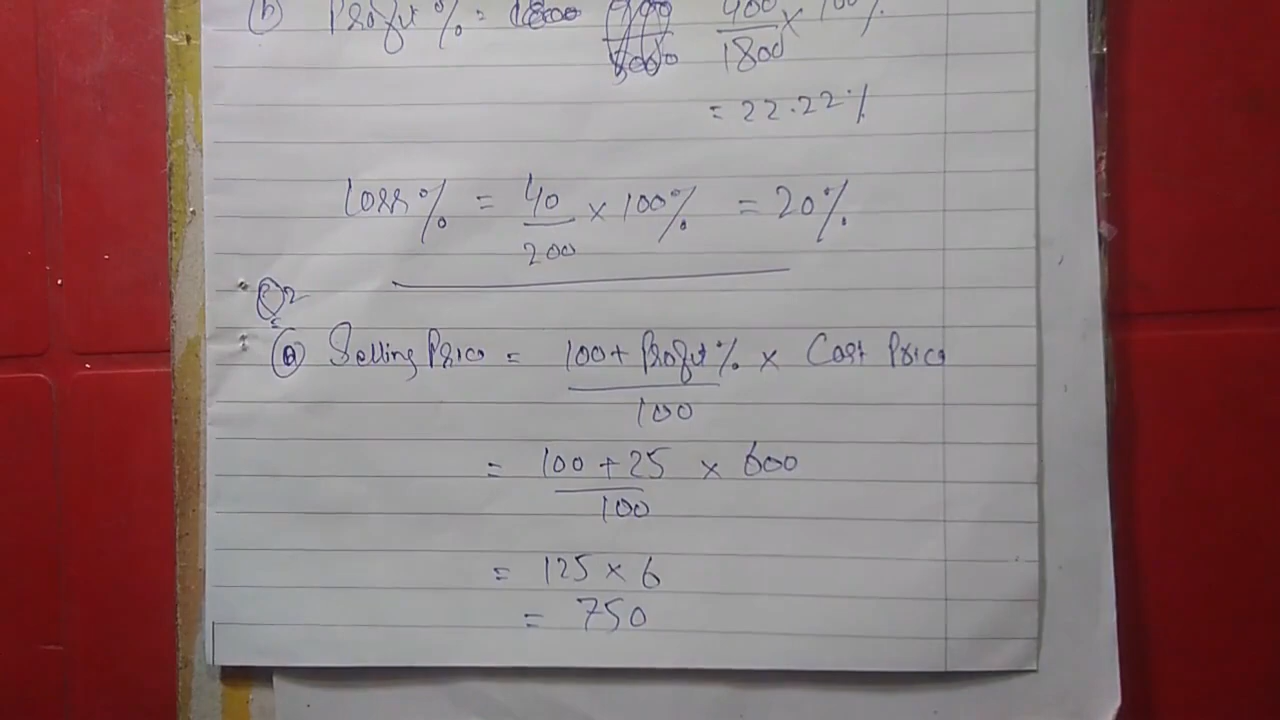 (b) Profit % = 1800 400/1800 × 100%
= 22.22%
Loss % = 40/200 × 100% = 20%
Q2
(a) Selling Price = 100 + Profit % / 100 × Cost Price
= 100 + 25 / 100 × 600
= 125 × 6
= 750